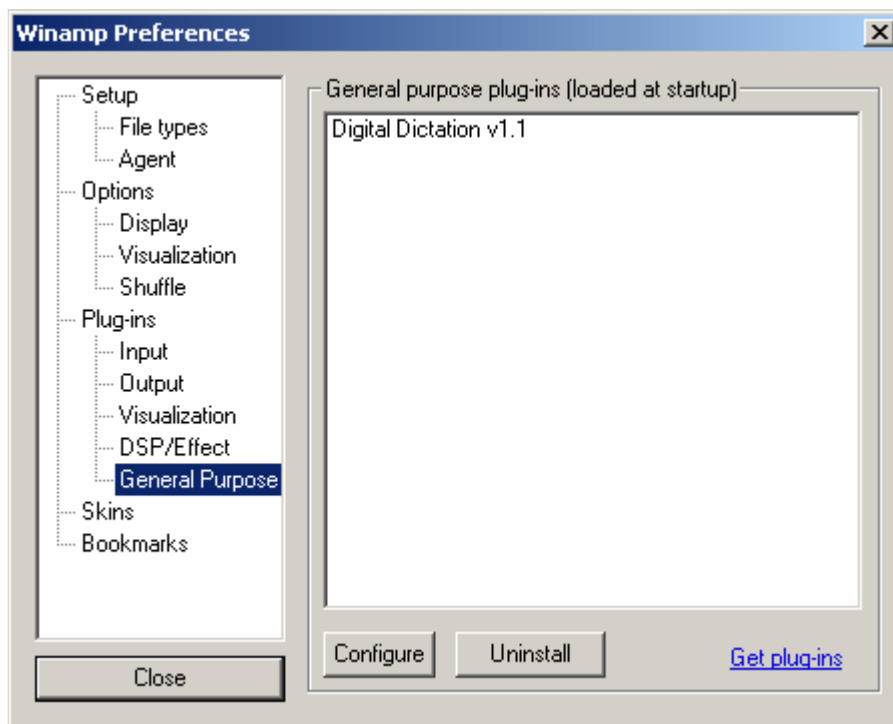 Winamp Preferences
Setup
File types
Agent
Options
Display
Visualization
Shuffle
Plug-ins
Input
Output
Visualization
DSP/Effect
General Purpose
Skins
Bookmarks
Close
General purpose plug-ins (loaded at startup)
Digital Dictation v1.1
Configure
Uninstall
Get plug-ins